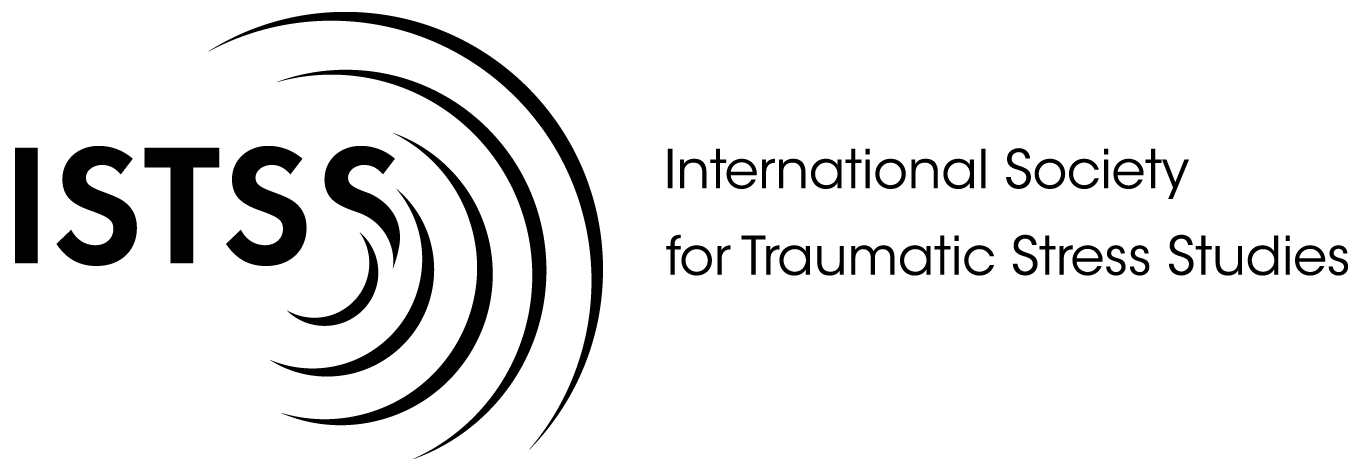 ISTSS
International Society
for Traumatic Stress Studies